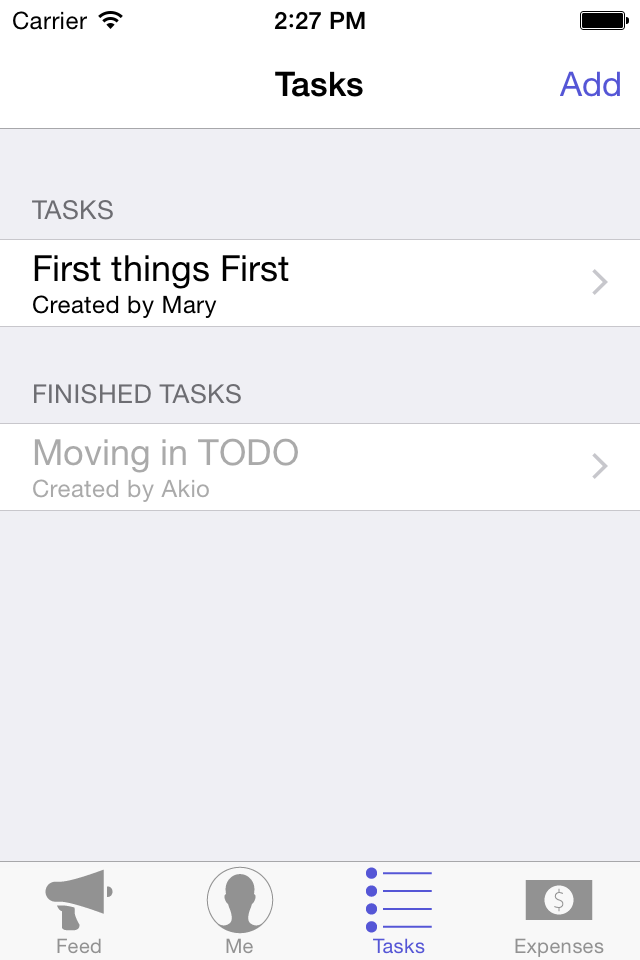 Carrier 2:27 PM
Tasks Add
TASKS
First things First
Created by Mary
FINISHED TASKS
Moving in TODO
Created by Akio
$
Feed Me Tasks Expenses